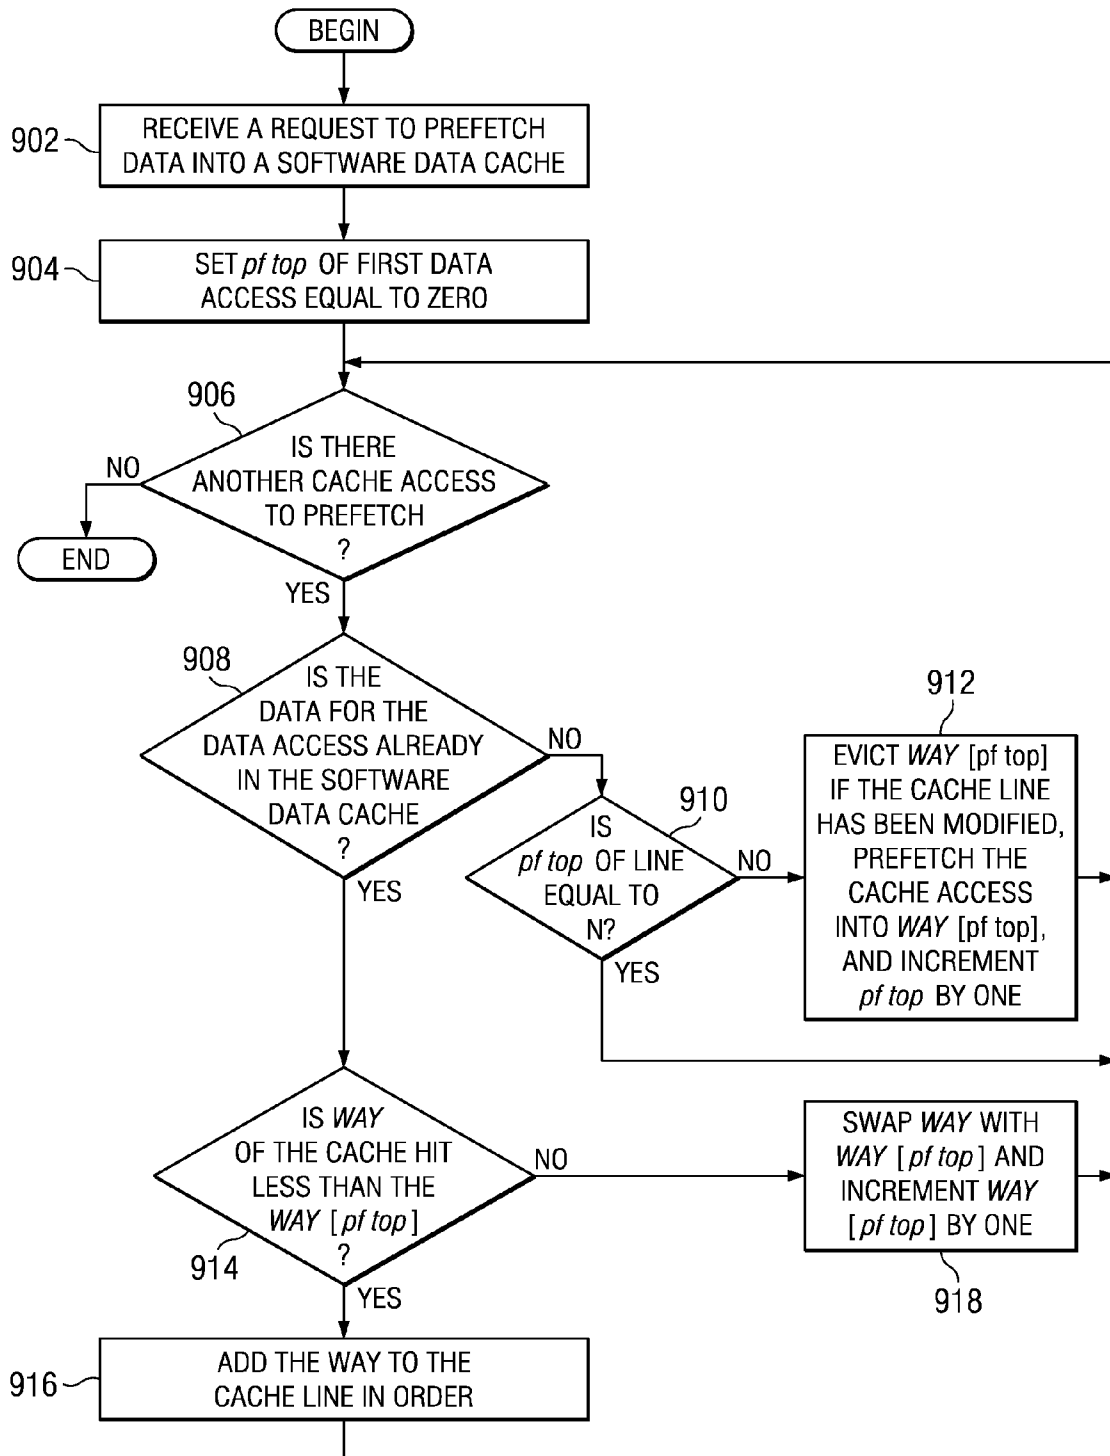 BEGIN
902
RECEIVE A REQUEST TO PREFETCH
DATA INTO A SOFTWARE DATA CACHE
904
SET pf top OF FIRST DATA
ACCESS EQUAL TO ZERO
906
IS THERE
ANOTHER CACHE ACCESS
TO PREFETCH
?
NO
END
YES
908
IS THE
DATA FOR THE
DATA ACCESS ALREADY
IN THE SOFTWARE
DATA CACHE
?
NO
YES
910
IS
pf top OF LINE
EQUAL TO
N?
NO
YES
912
EVICT WAY [pf top]
IF THE CACHE LINE
HAS BEEN MODIFIED,
PREFETCH THE
CACHE ACCESS
INTO WAY [pf top],
AND INCREMENT
pf top BY ONE
IS WAY
OF THE CACHE HIT
LESS THAN THE
WAY [pf top]
?
914
NO
YES
SWAP WAY WITH
WAY [pf top] AND
INCREMENT WAY
[pf top] BY ONE
918
916
ADD THE WAY TO THE
CACHE LINE IN ORDER